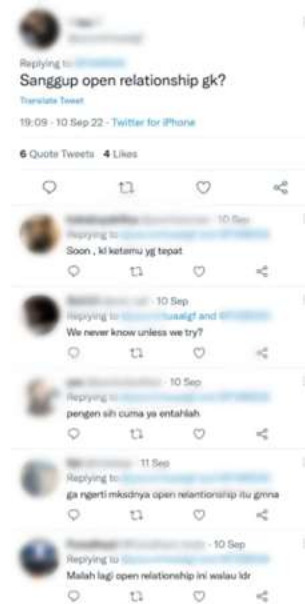 Replying to
Sanggup open relationship gk?
Translate Tweet
19:09 · 10 Sep 22 · Twitter for iPhone
6 Quote Tweets 4 Likes
10 Sep
Replying to
Soon , kl ketemu yg tepat
· 10 Sep
Replying to and
We never know unless we try?
· 10 Sep
Replying to
pengen sih cuma ya entahlah
· 11 Sep
Replying to
ga ngerti mksdnya open relantionship itu gmna
· 10 Sep
Replying to
Malah lagi open relationship ini walau ldr